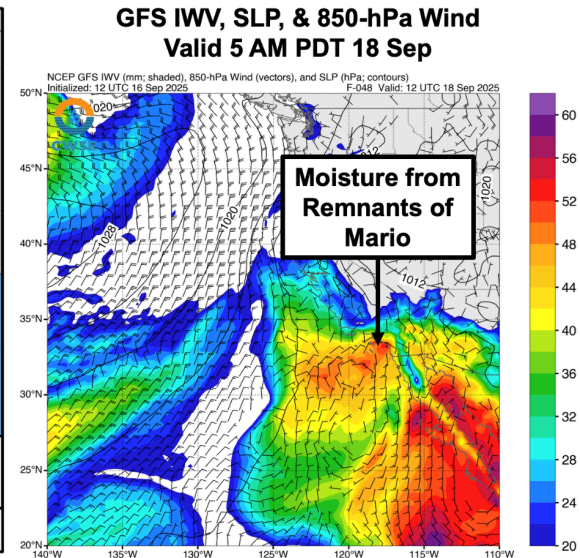 GFS IWV, SLP, & 850-hPa Wind
Valid 5 AM PDT 18 Sep
NCEP GFS IWV (mm; shaded), 850-hPa Wind (vectors), and SLP (hPa; contours)
Initialized: 12 UTC 16 Sep 2025 F-048 Valid: 12 UTC 18 Sep 2025
50°N
45°N
40°N
35°N
30°N
25°N
20°N
140°W 135°W 130°W 125°W 120°W 115°W 110°W
1020
1028
1020
1012
1020
1012
Moisture from
Remnants of
Mario
60
56
52
48
44
40
36
32
28
24
20